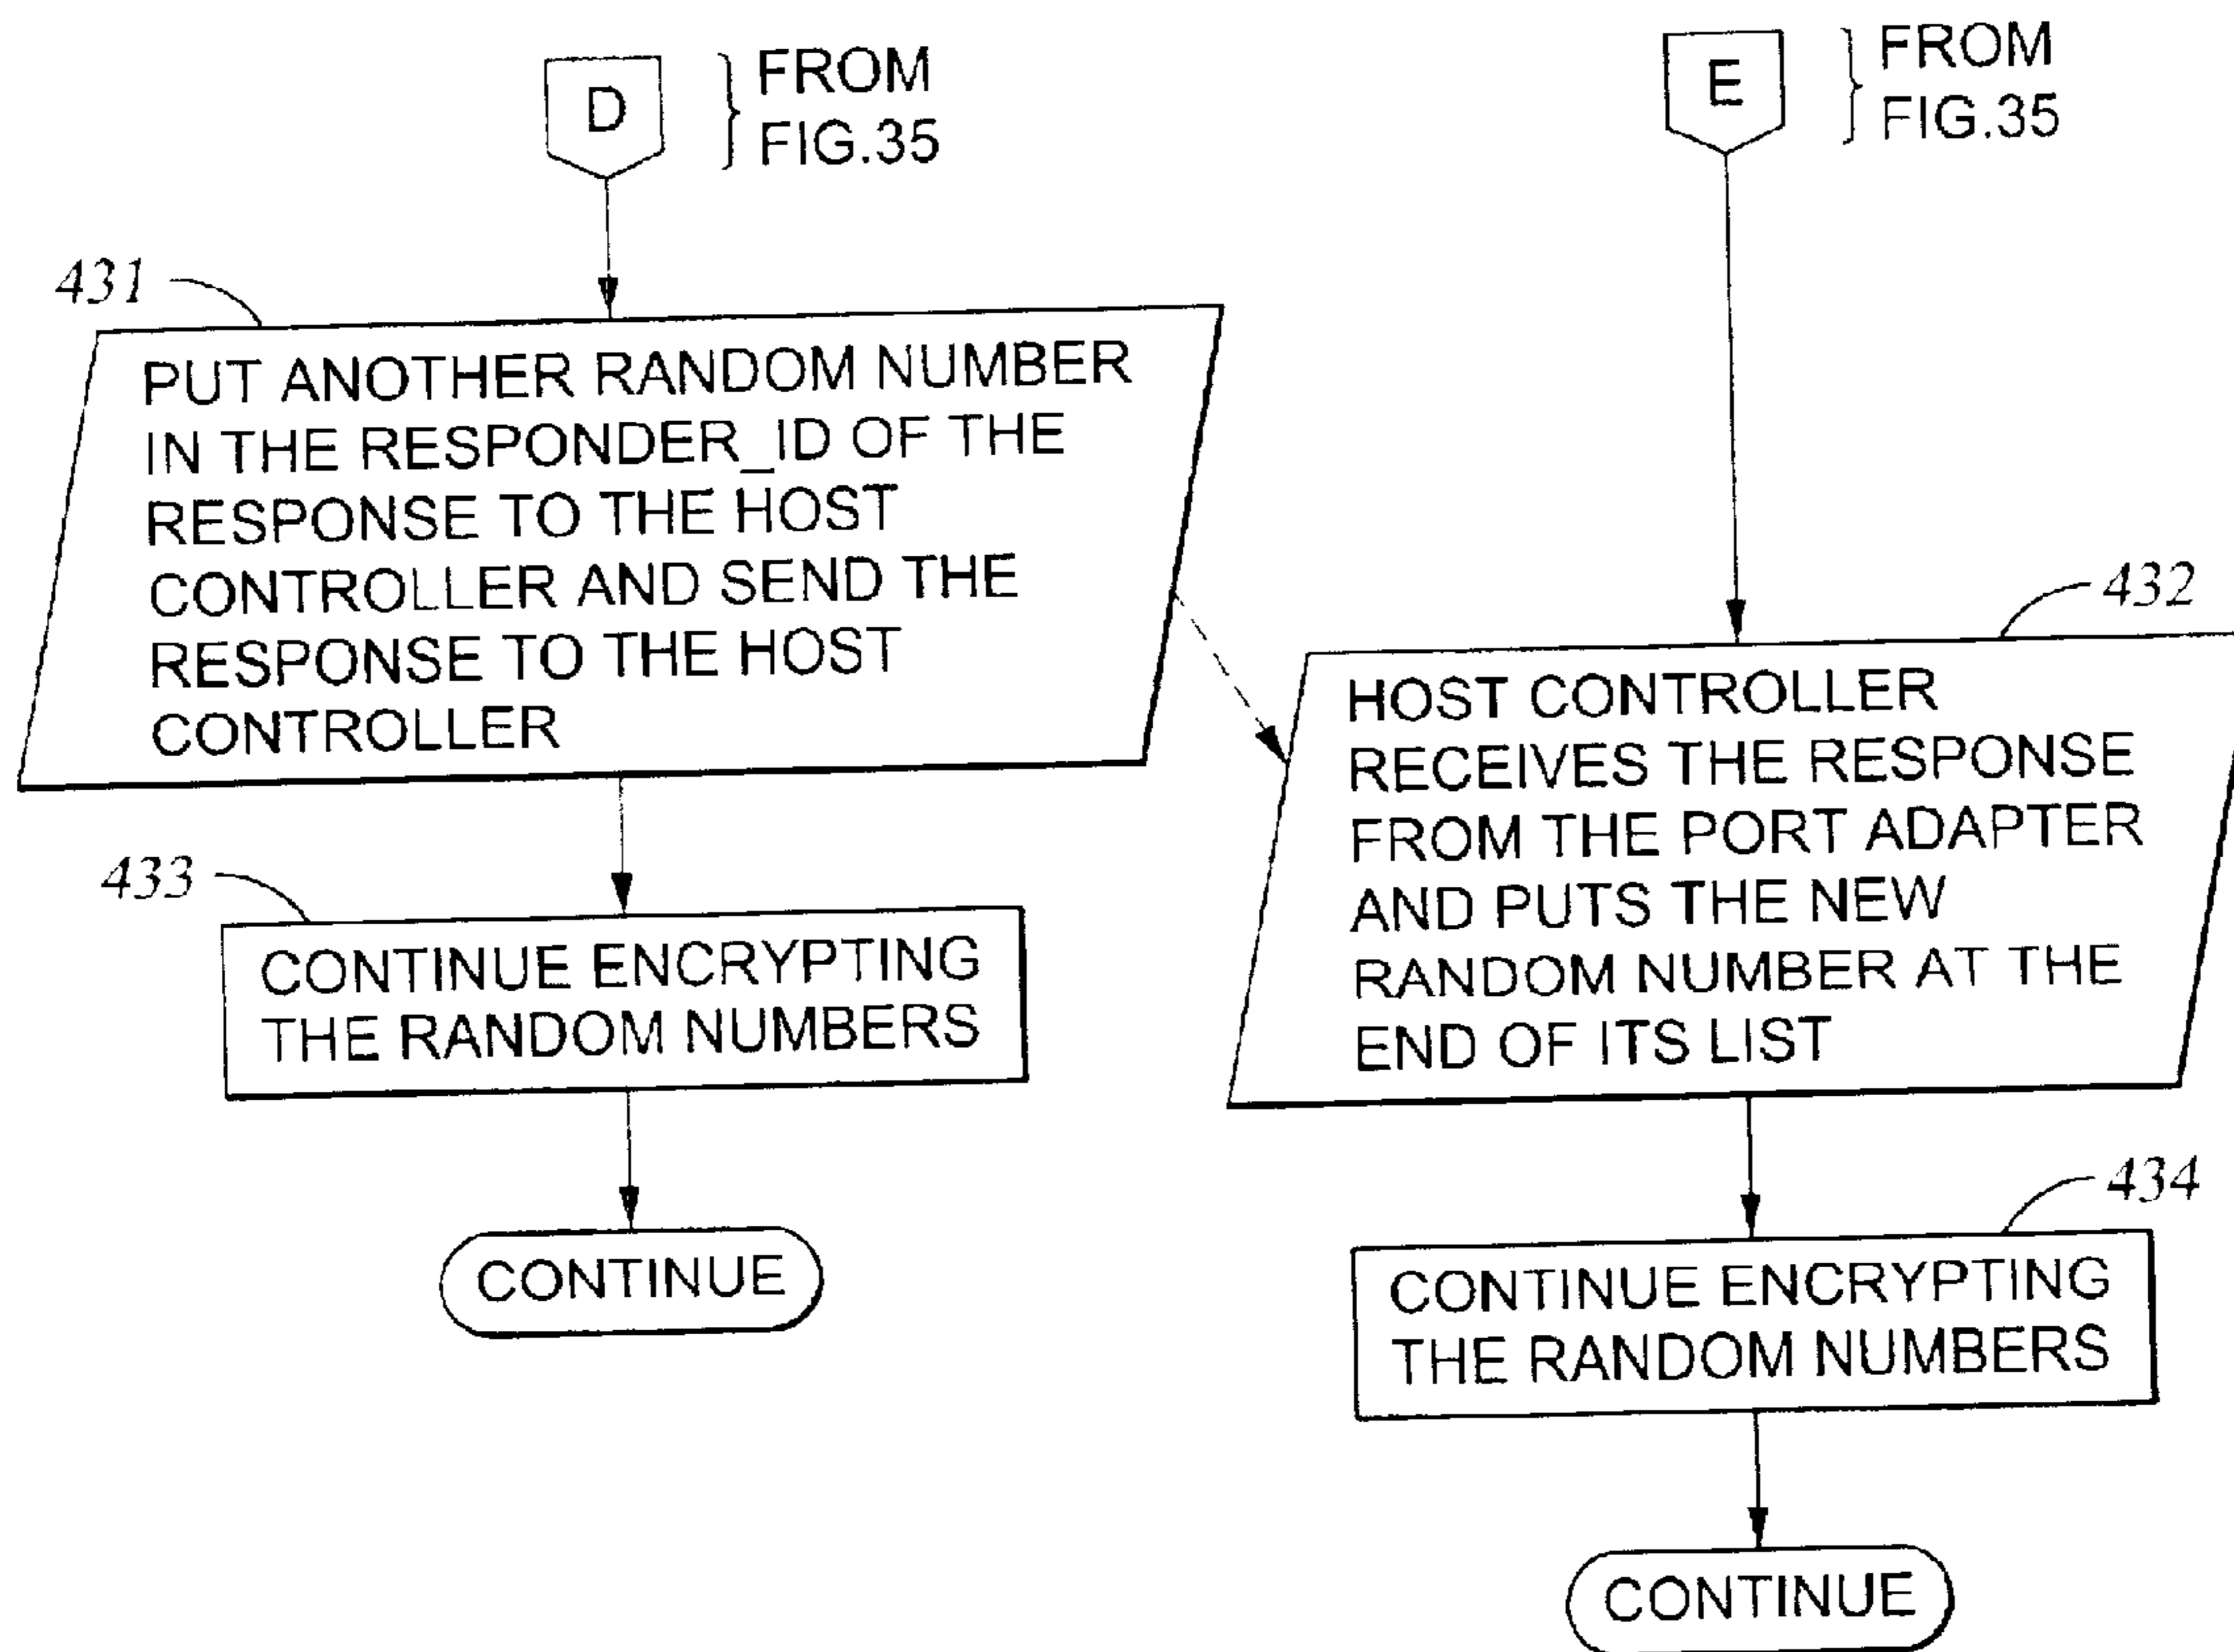 D
FROM
FIG.35
431
PUT ANOTHER RANDOM NUMBER
IN THE RESPONDER_ID OF THE
RESPONSE TO THE HOST
CONTROLLER AND SEND THE
RESPONSE TO THE HOST
CONTROLLER
433
CONTINUE ENCRYPTING
THE RANDOM NUMBERS
CONTINUE
E
FROM
FIG.35
432
HOST CONTROLLER
RECEIVES THE RESPONSE
FROM THE PORT ADAPTER
AND PUTS THE NEW
RANDOM NUMBER AT THE
END OF ITS LIST
434
CONTINUE ENCRYPTING
THE RANDOM NUMBERS
CONTINUE